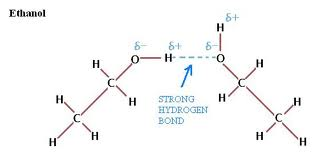 Ethanol
δ+
H
δ− δ+ δ−
O H O
H H
C H H C
H STRONG HYDROGEN BOND H
H H
C H C H
H H